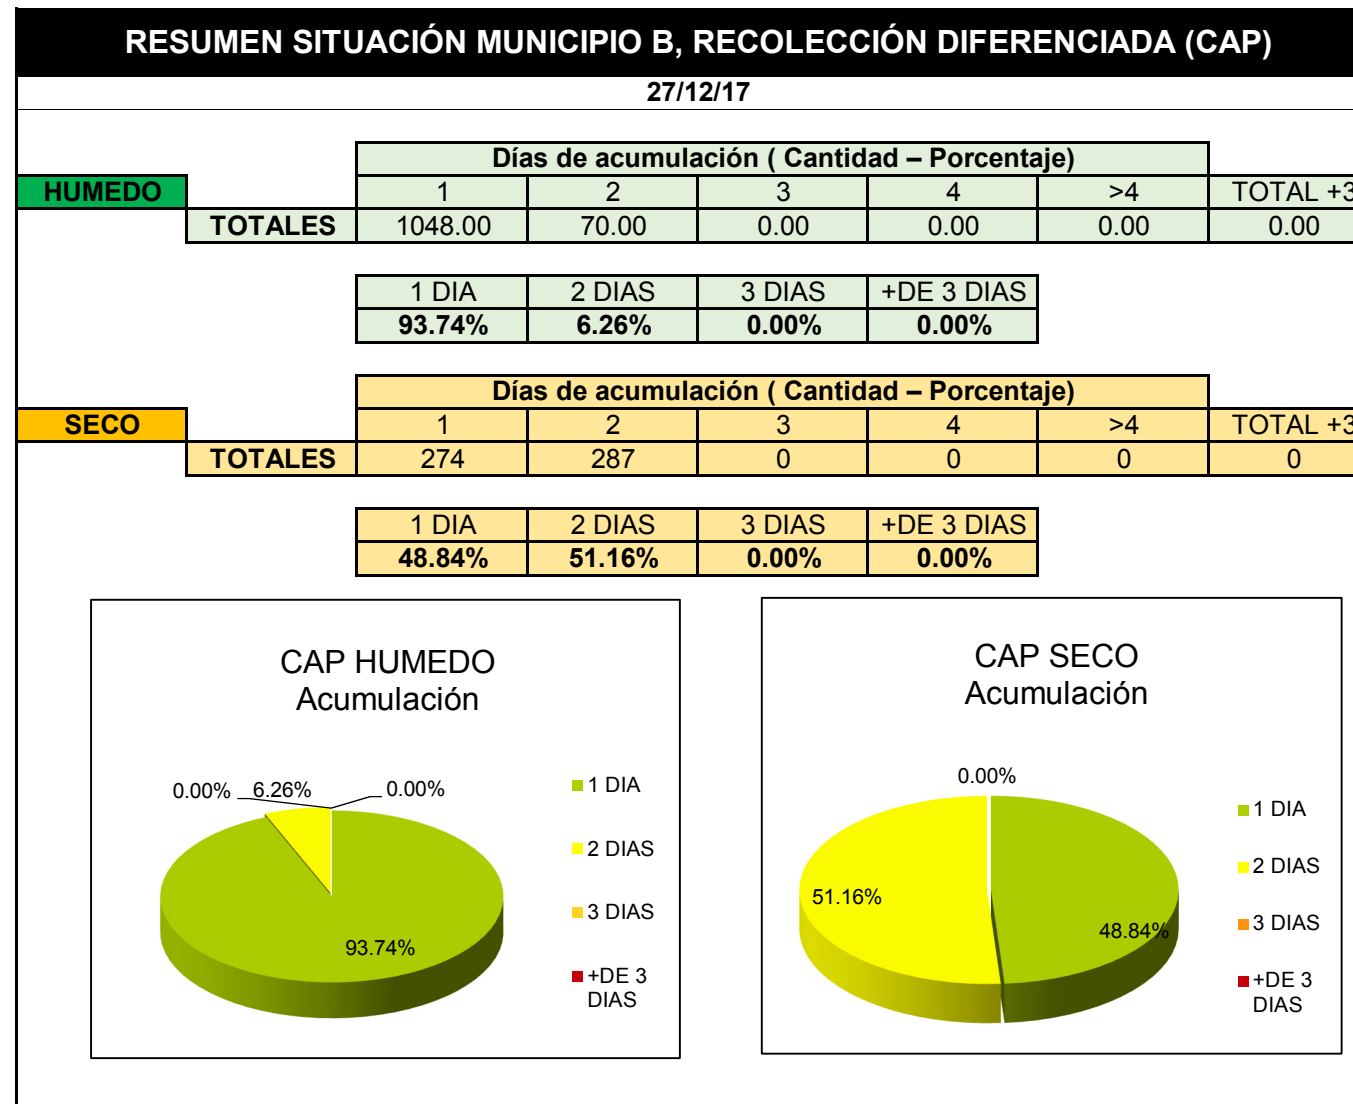 RESUMEN SITUACIÓN MUNICIPIO B, RECOLECCIÓN DIFERENCIADA (CAP)
27/12/17
Días de acumulación ( Cantidad – Porcentaje)
HUMEDO 1 2 3 4 >4 TOTAL +3
TOTALES 1048.00 70.00 0.00 0.00 0.00 0.00
1 DIA 2 DIAS 3 DIAS +DE 3 DIAS
93.74% 6.26% 0.00% 0.00%
Días de acumulación ( Cantidad – Porcentaje)
SECO 1 2 3 4 >4 TOTAL +3
TOTALES 274 287 0 0 0 0
1 DIA 2 DIAS 3 DIAS +DE 3 DIAS
48.84% 51.16% 0.00% 0.00%
CAP HUMEDO
Acumulación
0.00% 6.26% 0.00%
93.74%
1 DIA
2 DIAS
3 DIAS
+DE 3
DIAS
CAP SECO
Acumulación
0.00%
51.16%
48.84%
1 DIA
2 DIAS
3 DIAS
+DE 3
DIAS